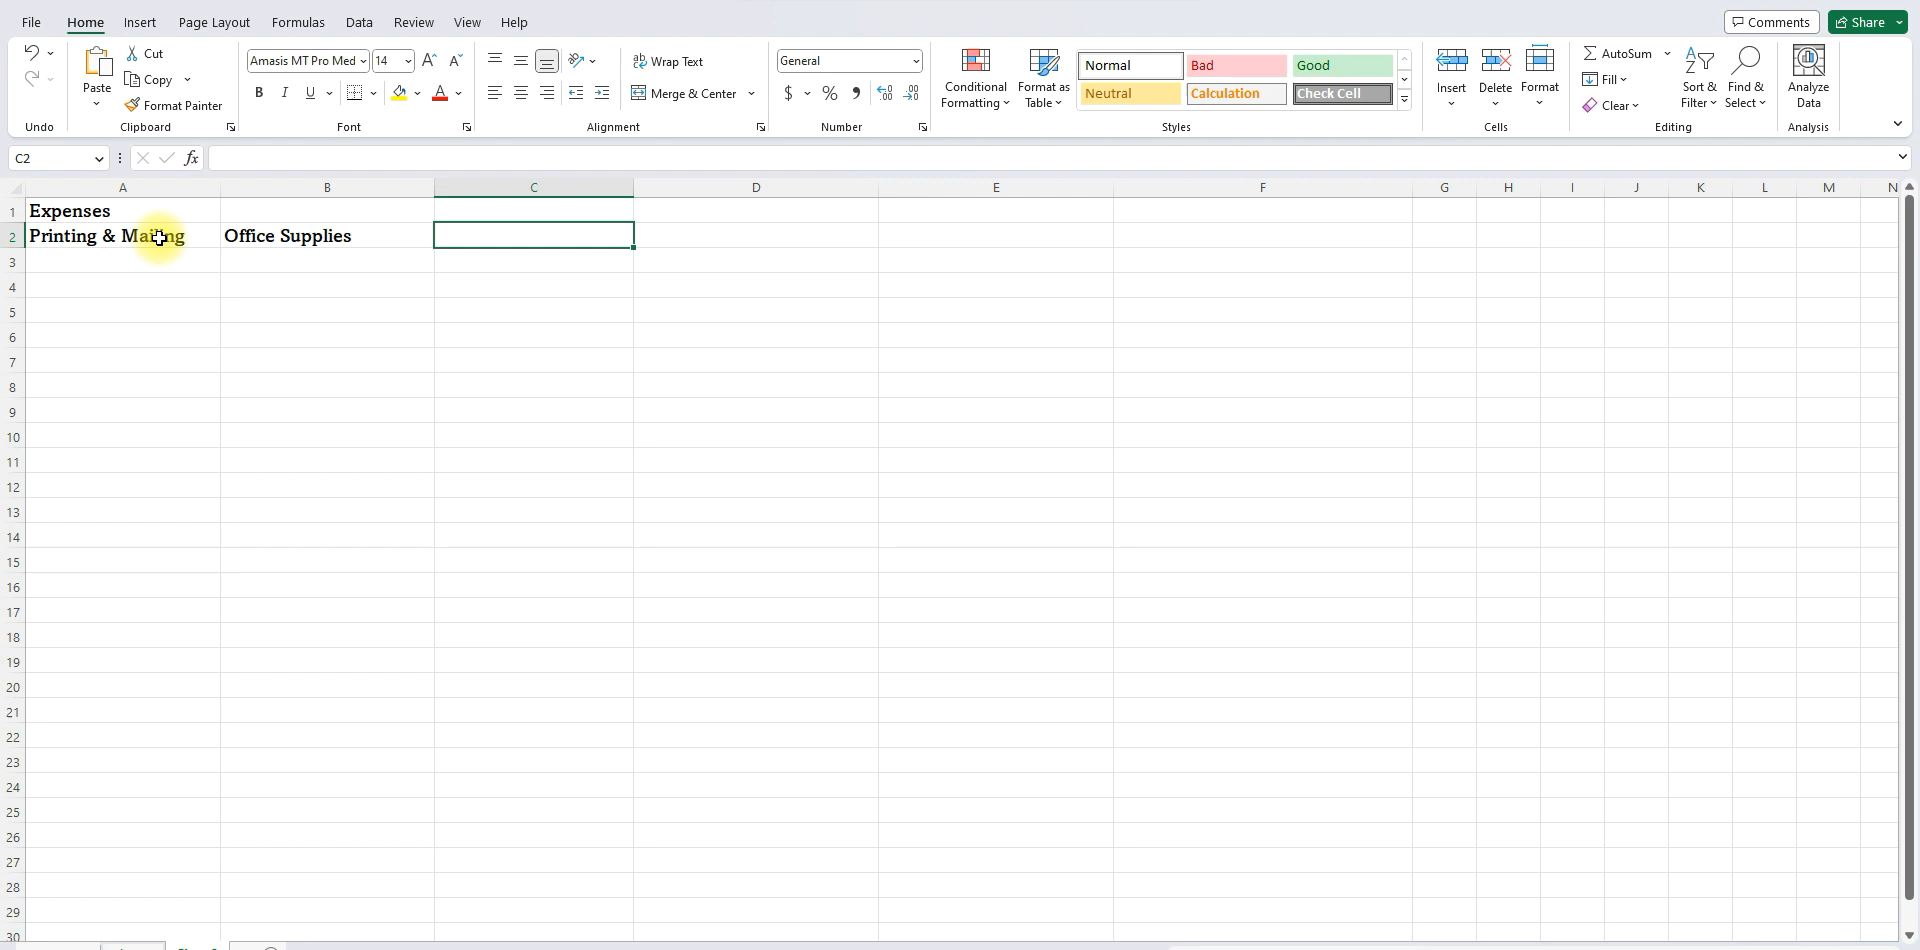 File Home Insert Page Layout Formulas Data Review View Help Comments Share
Cut AutoSum
Amasis MT Pro Med 14 Wrap Text General Normal Bad Good
Copy Fill
Paste Conditional Formatting Format as Table Insert Delete Format Sort & Filter Find & Select Analyze Data
B I U Merge & Center $ % Neutral Calculation Check Cell
Format Painter Clear
Undo Clipboard Font Alignment Number Styles Cells Editing Analysis
C2 fx
A B C D E F G H I J K L M N
1 Expenses
2 Printing & Mailing Office Supplies
3
4
5
6
7
8
9
10
11
12
13
14
15
16
17
18
19
20
21
22
23
24
25
26
27
28
29
30